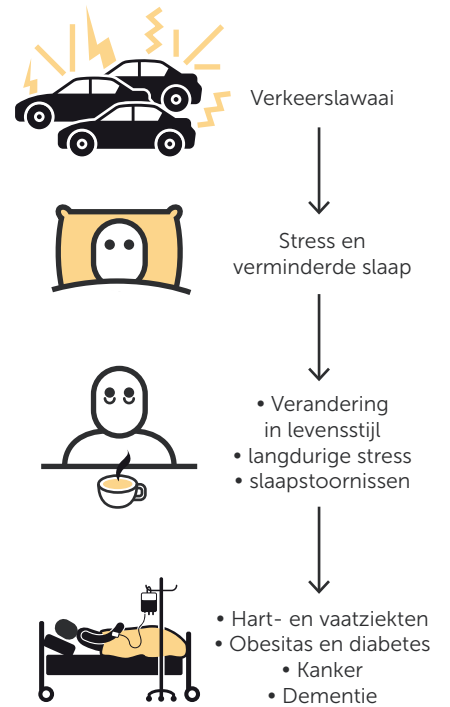 Verkeerslawaai
Stress en
verminderde slaap
• Verandering
in levensstijl
• langdurige stress
• slaapstoornissen
• Hart- en vaatziekten
• Obesitas en diabetes
• Kanker
• Dementie